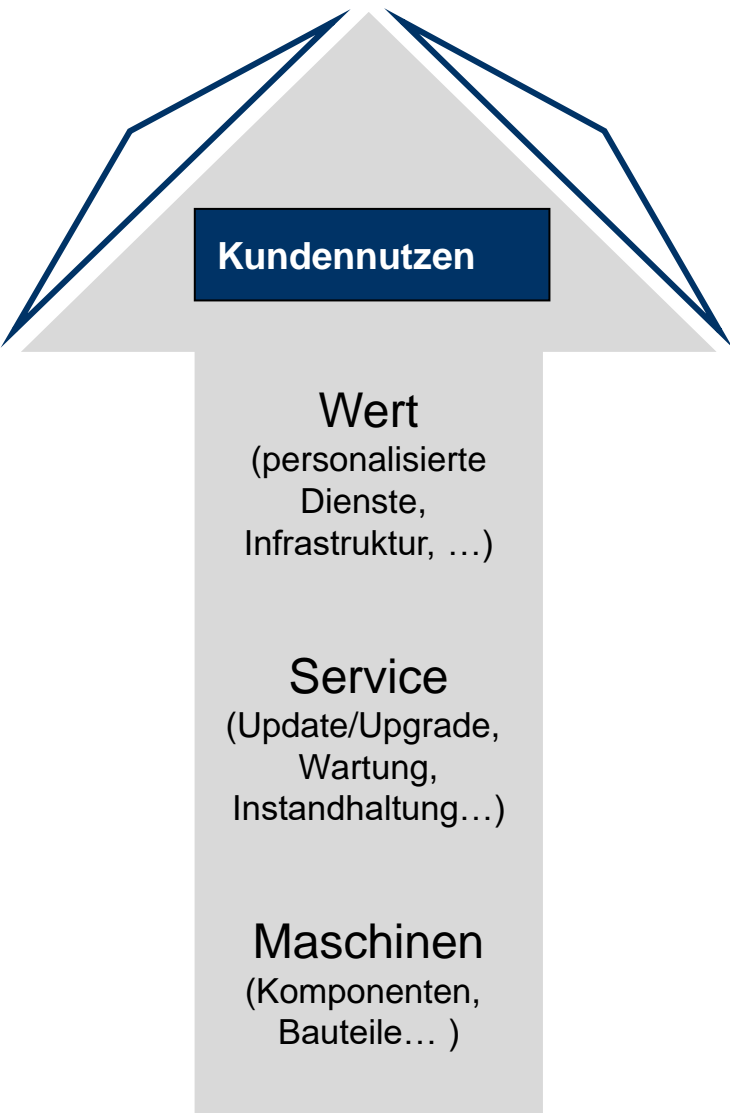 Kundennutzen
Wert
(personalisierte
Dienste,
Infrastruktur, …)
Service
(Update/Upgrade,
Wartung,
Instandhaltung…)
Maschinen
(Komponenten,
Bauteile… )